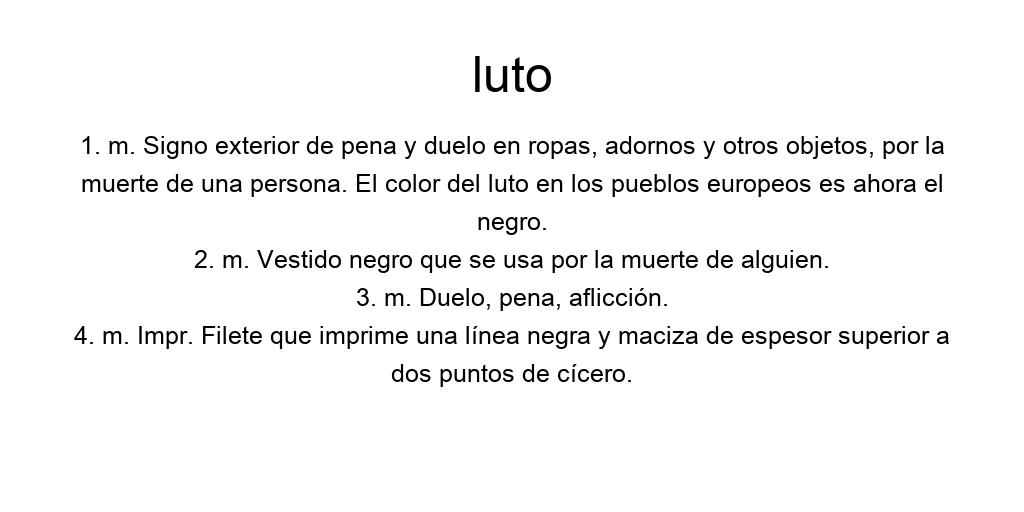 luto
1. m. Signo exterior de pena y duelo en ropas, adornos y otros objetos, por la
muerte de una persona. El color del luto en los pueblos europeos es ahora el
negro.
2. m. Vestido negro que se usa por la muerte de alguien.
3. m. Duelo, pena, aflicción.
4. m. Impr. Filete que imprime una línea negra y maciza de espesor superior a
dos puntos de cícero.